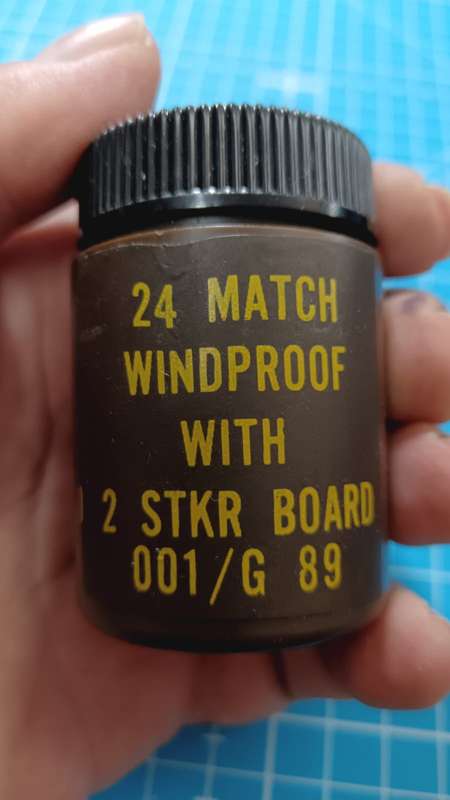 24 MATCH
WINDPROOF
WITH
2 STKR BOARD
001/G 89